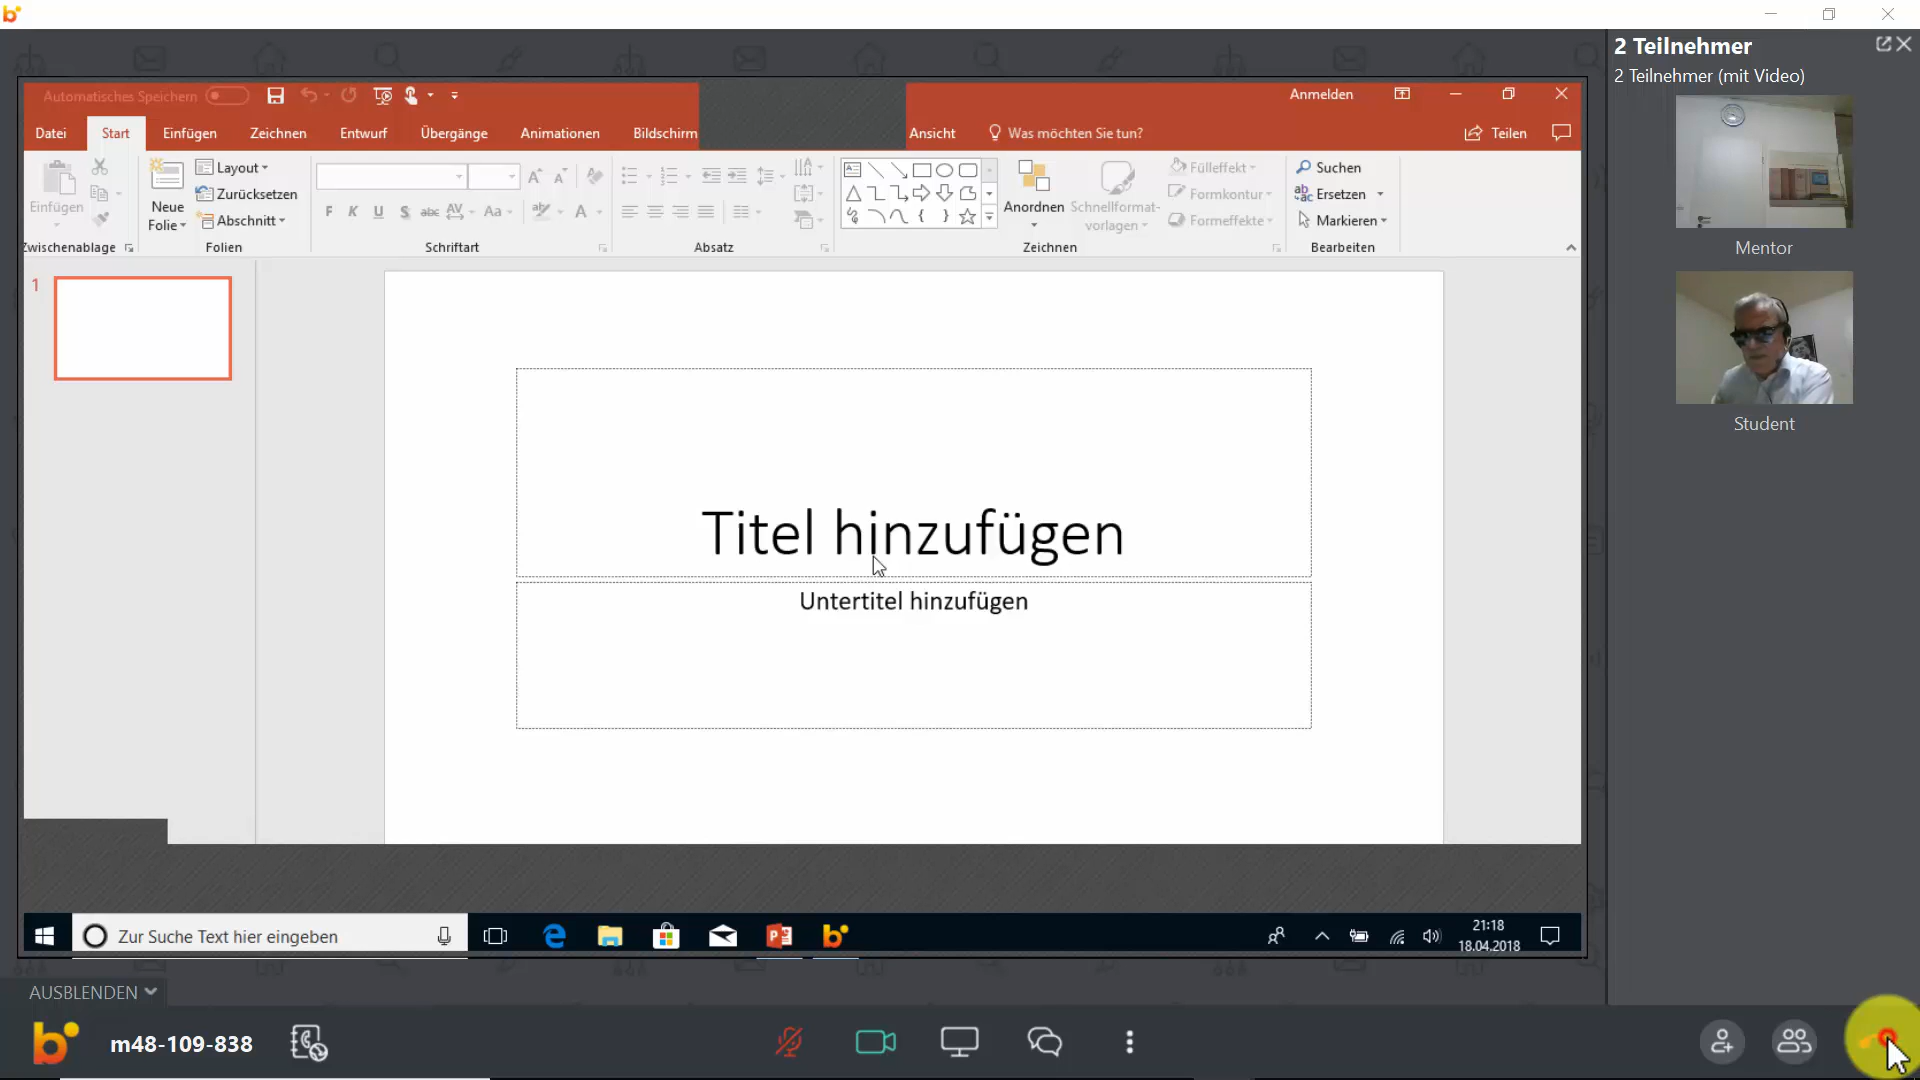 2 Teilnehmer
2 Teilnehmer (mit Video)
Mentor
Student
Automatisches Speichern
Anmelden
Datei Start Einfügen Zeichnen Entwurf Übergänge Animationen Bildschirm Ansicht Was möchten Sie tun? Teilen
Einfügen
Neue
Folie
Layout
Zurücksetzen
Abschnitt
F K U S abc AV Aa A
Anordnen
Schnellformat-
vorlagen
Fülleffekt
Formkontur
Formeffekte
Suchen
Ersetzen
Markieren
Zwischenablage Folien Schriftart Absatz Zeichnen Bearbeiten
1
Titel hinzufügen
Untertitel hinzufügen
Zur Suche Text hier eingeben
21:18
18.04.2018
AUSBLENDEN
m48-109-838